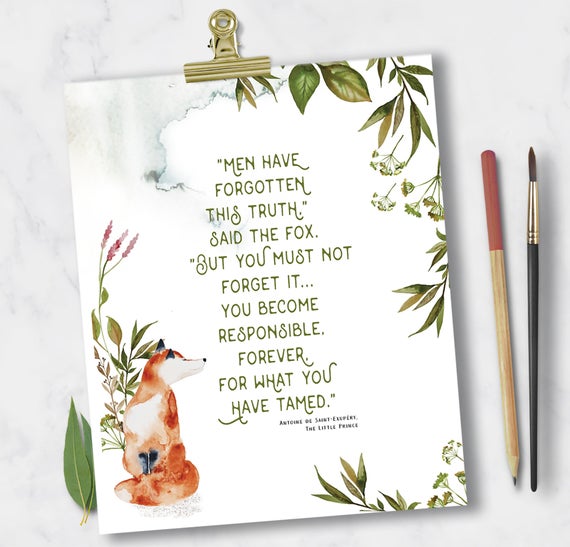 "MEN HAVE
FORGOTTEN
THIS TRUTH,"
SAID THE FOX.
"BUT YOU MUST NOT
FORGET IT...
YOU BECOME
RESPONSIBLE,
FOREVER,
FOR WHAT YOU
HAVE TAMED."
ANTOINE DE SAINT-EXUPÉRY,
THE LITTLE PRINCE